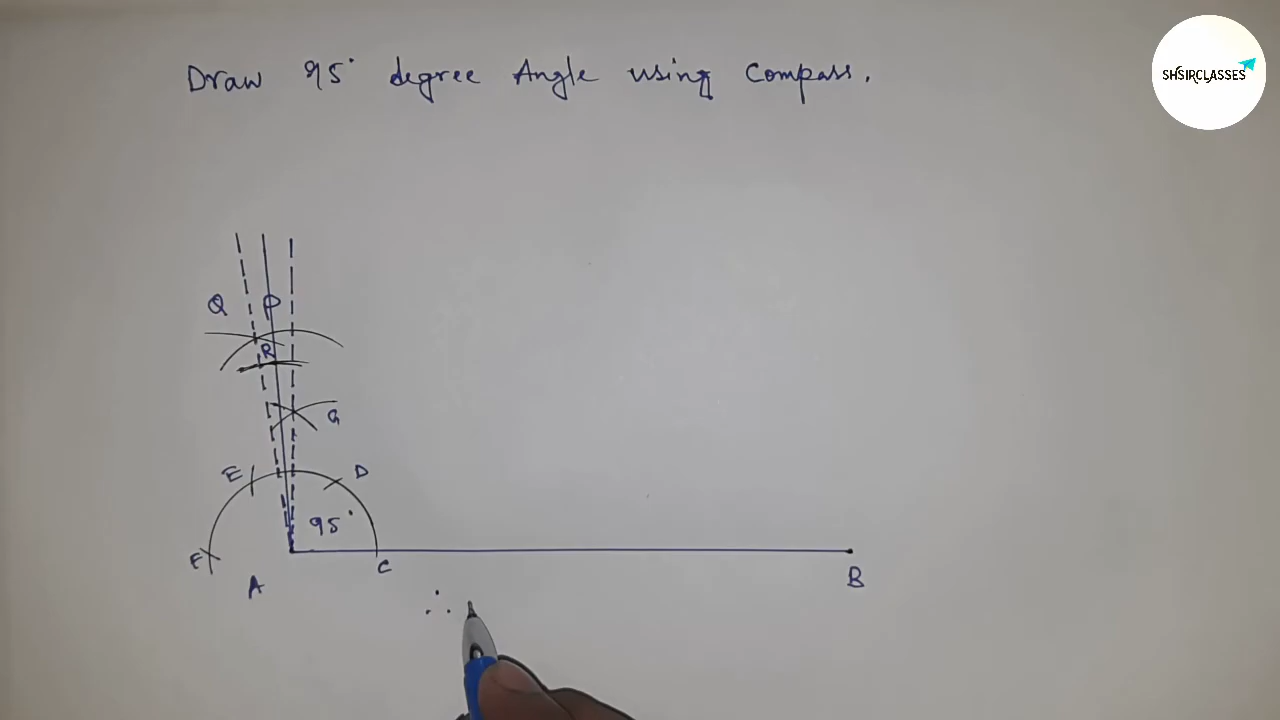 Draw 95° degree Angle using Compass.
SHSIRCLASSES
Q P
R
G
E D
95°
F C
A B
∴